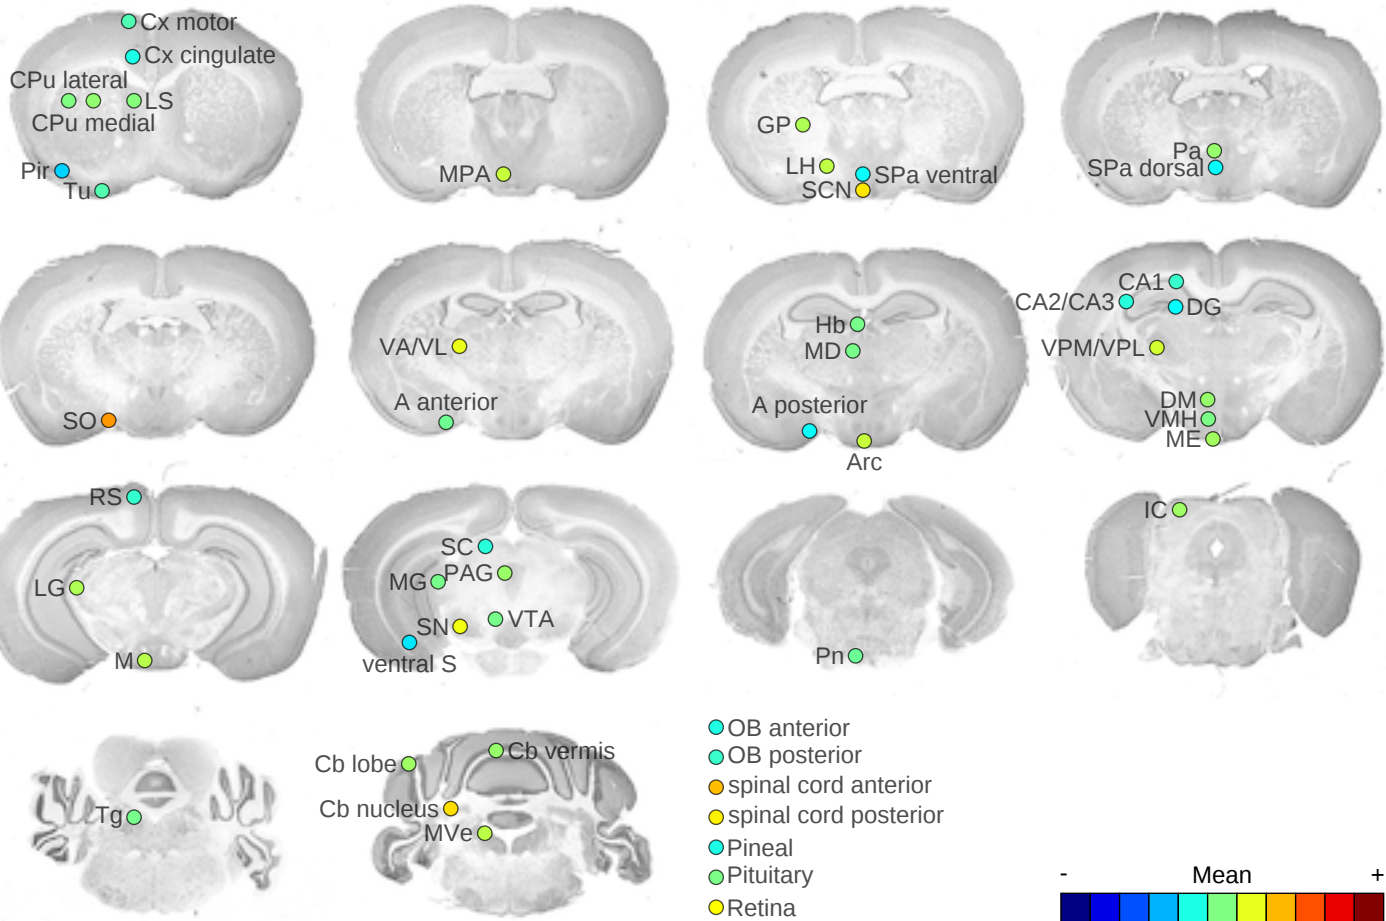 Cx motor
Cx cingulate
CPu lateral
LS
CPu medial
Pir
Tu
MPA
GP
LH
SPa ventral
SCN
Pa
SPa dorsal
SO
VA/VL
A anterior
Hb
MD
A posterior
Arc
CA1
CA2/CA3
DG
VPM/VPL
DM
VMH
ME
RS
LG
M
SC
MG
PAG
SN
VTA
ventral S
Pn
IC
Tg
Cb lobe
Cb vermis
Cb nucleus
MVe
OB anterior
OB posterior
spinal cord anterior
spinal cord posterior
Pineal
Pituitary
Retina
- Mean +